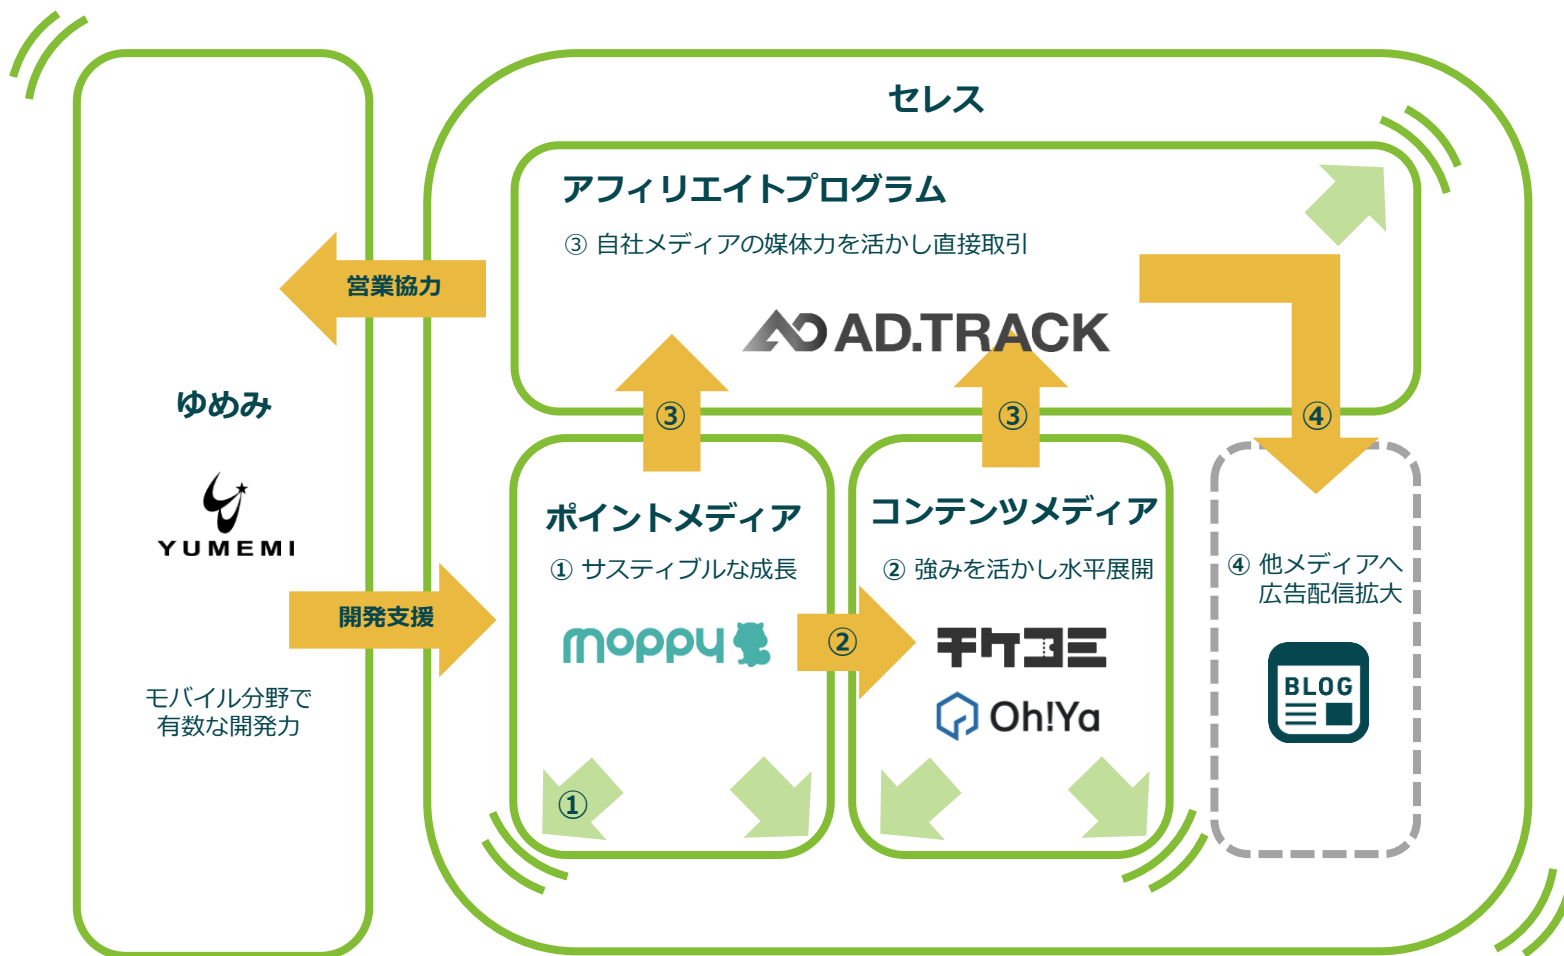 セレス
アフィリエイトプログラム
③ 自社メディアの媒体力を活かし直接取引
AD.TRACK
営業協力
ゆめみ
YUMEMI
開発支援
モバイル分野で
有数な開発力
③
③
④
ポイントメディア
① サスティブルな成長
moppy
①
②
コンテンツメディア
② 強みを活かし水平展開
チケヨミ
Oh!Ya
④ 他メディアへ
広告配信拡大
BLOG